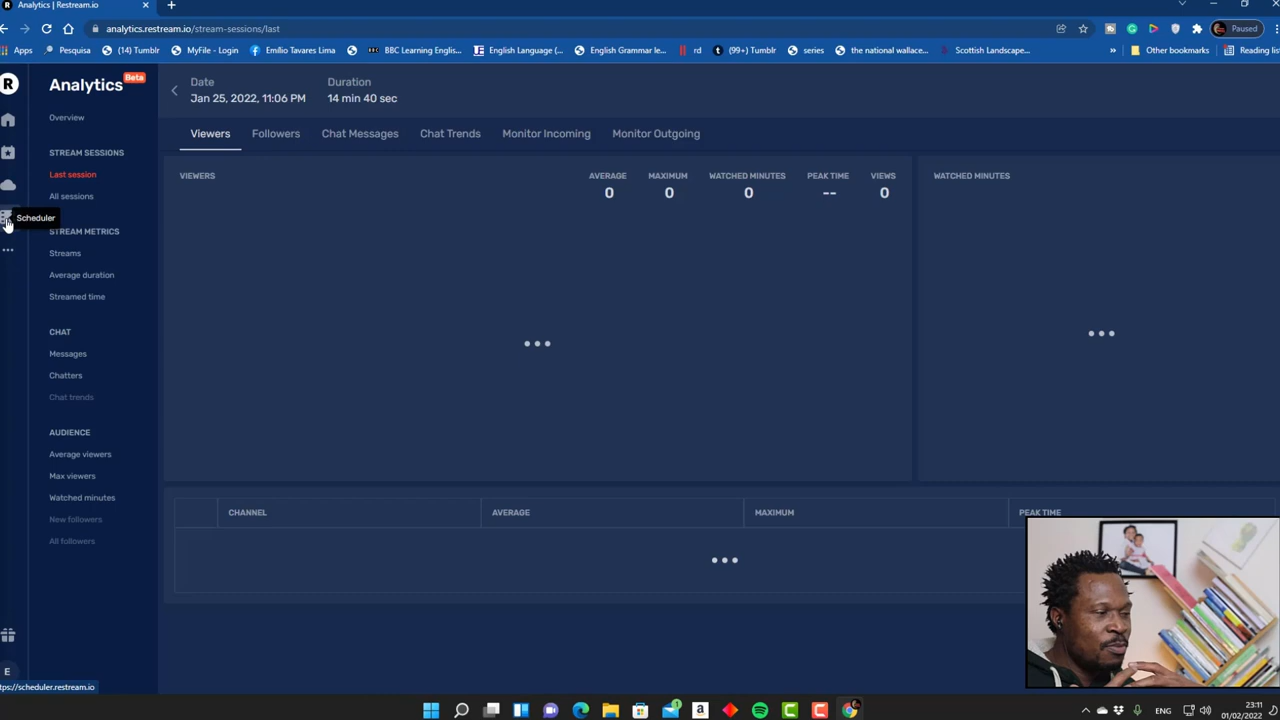 Analytics | Restream.io
analytics.restream.io/stream-sessions/last
Paused
Apps Pesquisa (14) Tumblr MyFile - Login Emílio Tavares Lima BBC Learning Englis... English Language (... English Grammar le... rd (99+) Tumblr series the national wallace... Scottish Landscape... » Other bookmarks Reading list
R
Analytics Beta
Date
Jan 25, 2022, 11:06 PM
Duration
14 min 40 sec
Overview
STREAM SESSIONS
Last session
All sessions
Scheduler
STREAM METRICS
Streams
Average duration
Streamed time
CHAT
Messages
Chatters
Chat trends
AUDIENCE
Average viewers
Max viewers
Watched minutes
New followers
All followers
E
Viewers Followers Chat Messages Chat Trends Monitor Incoming Monitor Outgoing
VIEWERS
AVERAGE MAXIMUM WATCHED MINUTES PEAK TIME VIEWS
0 0 0 -- 0
WATCHED MINUTES
CHANNEL AVERAGE MAXIMUM PEAK TIME
tps://scheduler.restream.io
ENG
23:11
01/02/2022